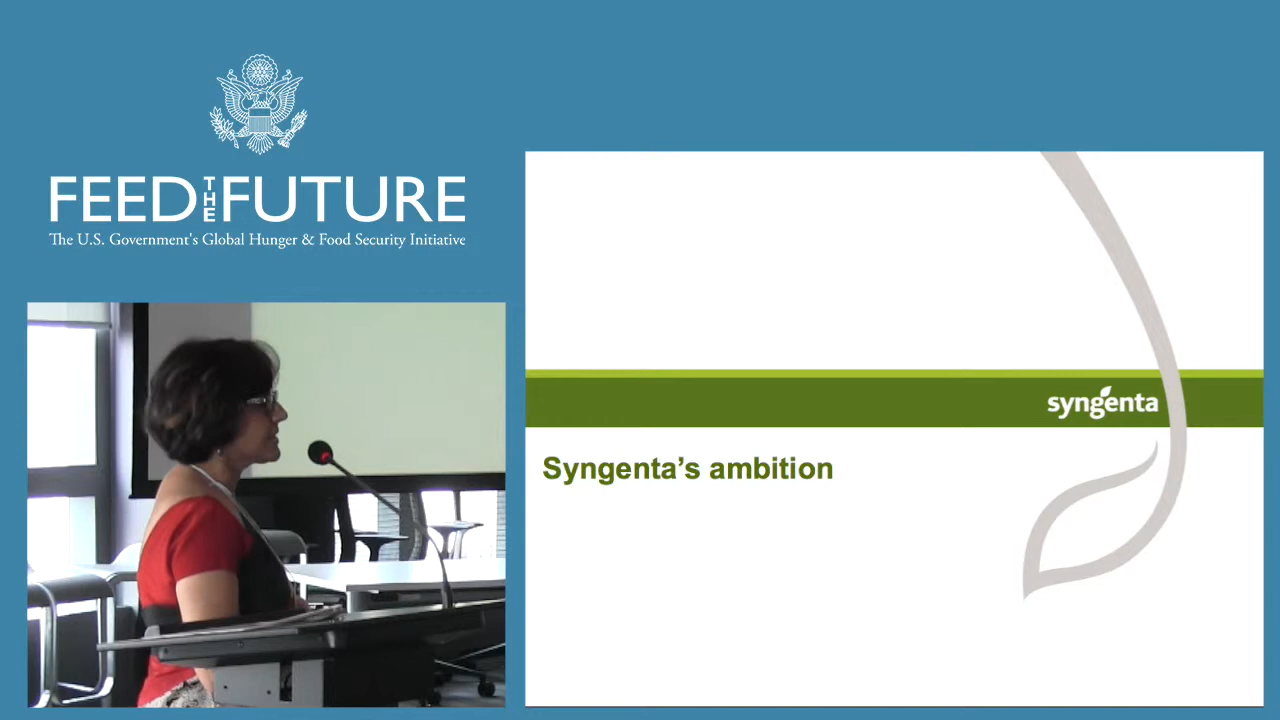 FEED THE FUTURE
The U.S. Government's Global Hunger & Food Security Initiative
syngenta
Syngenta's ambition